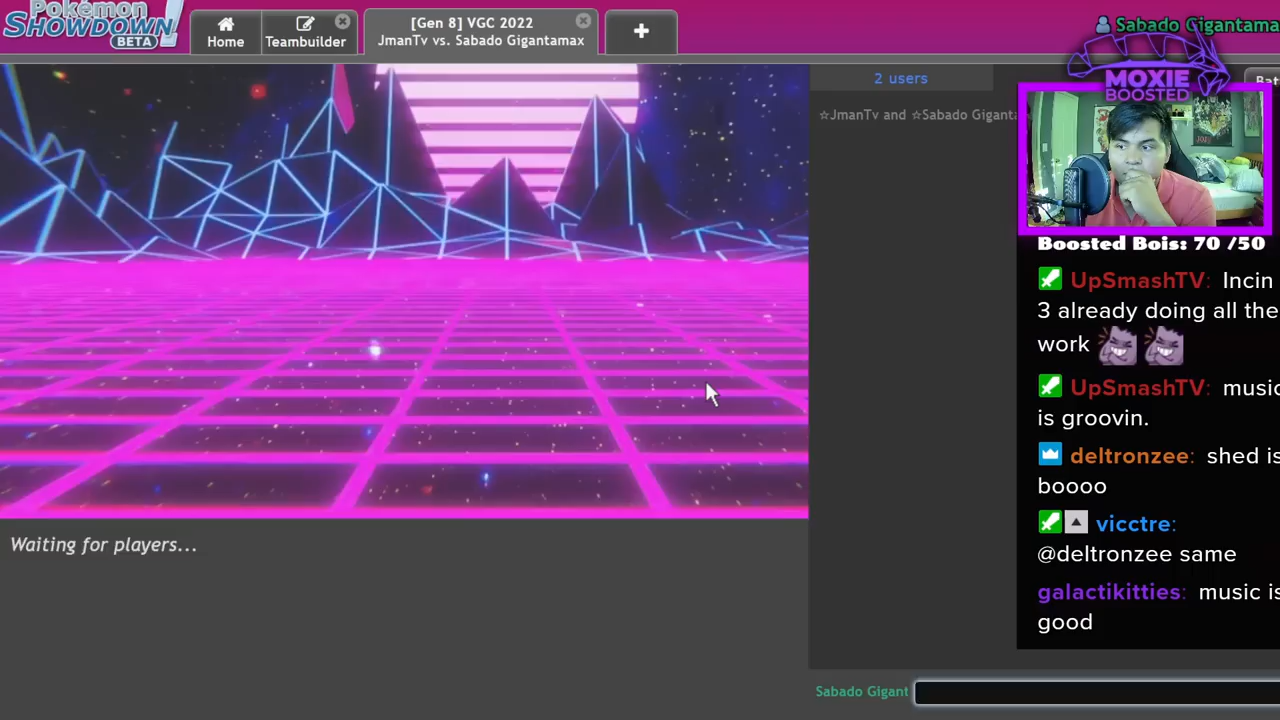 Pokémon
SHOWDOWN!
BETA
Home
Teambuilder
[Gen 8] VGC 2022
JmanTv vs. Sabado Gigantamax
Sabado Gigantama
2 users
☆JmanTv and ☆Sabado Giganta
Bat
MOXIE
BOOSTED
Boosted Bois: 70 /50
UpSmashTV: Incin
3 already doing all the
work
UpSmashTV: music
is groovin.
deltronzee: shed is
boooo
vicctre:
@deltronzee same
galactikitties: music is
good
Waiting for players...
Sabado Gigant